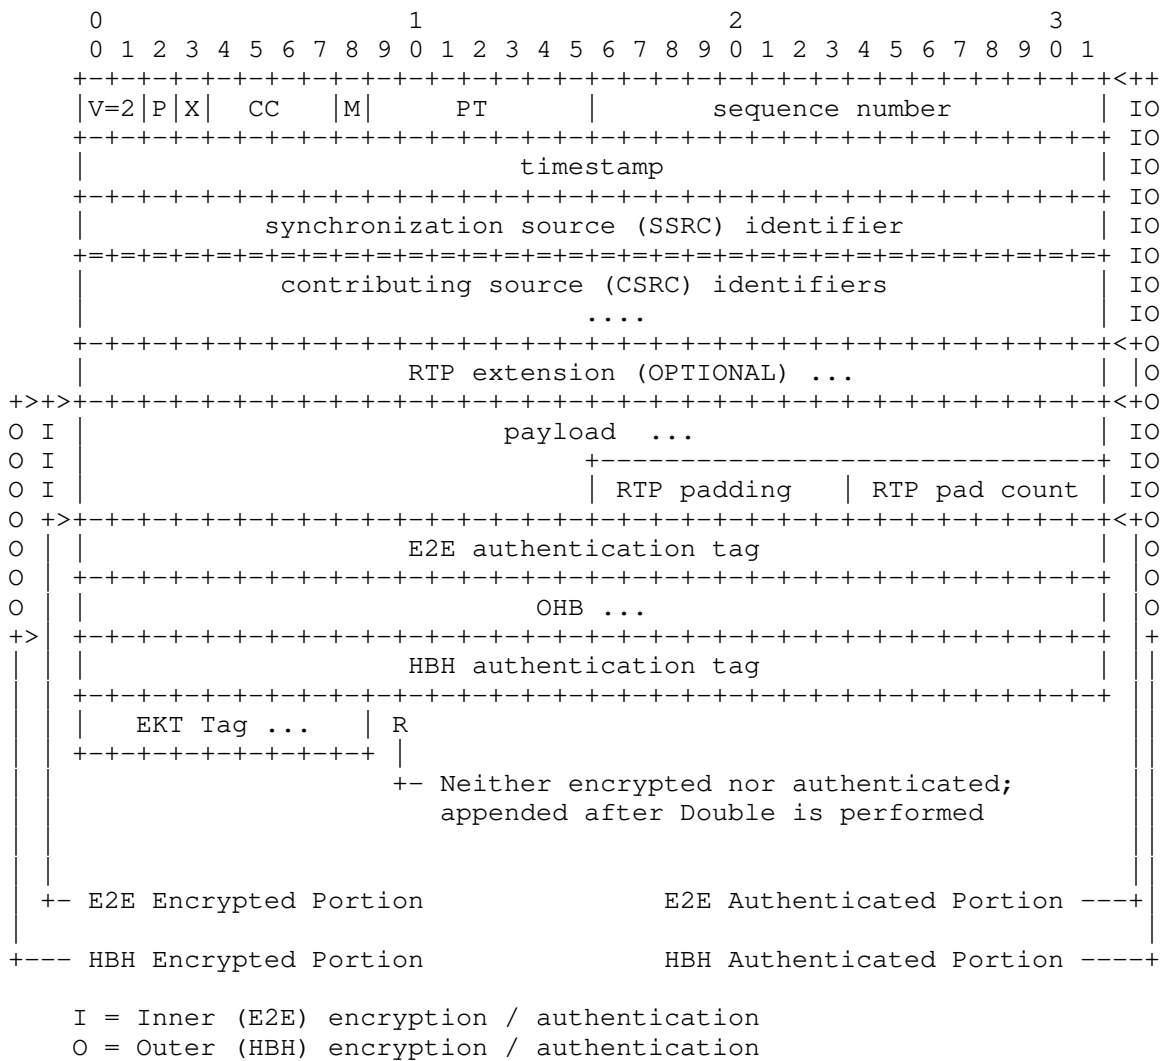 0                   1                   2                   3
 0 1 2 3 4 5 6 7 8 9 0 1 2 3 4 5 6 7 8 9 0 1 2 3 4 5 6 7 8 9 0 1
    +-+-+-+-+-+-+-+-+-+-+-+-+-+-+-+-+-+-+-+-+-+-+-+-+-+-+-+-+-+-+-+-+<++
    |V=2|P|X|  CC   |M|     PT      |       sequence number         | IO
    +-+-+-+-+-+-+-+-+-+-+-+-+-+-+-+-+-+-+-+-+-+-+-+-+-+-+-+-+-+-+-+-+ IO
    |                           timestamp                           | IO
    +-+-+-+-+-+-+-+-+-+-+-+-+-+-+-+-+-+-+-+-+-+-+-+-+-+-+-+-+-+-+-+-+ IO
    |           synchronization source (SSRC) identifier            | IO
    +=+=+=+=+=+=+=+=+=+=+=+=+=+=+=+=+=+=+=+=+=+=+=+=+=+=+=+=+=+=+=+=+ IO
    |            contributing source (CSRC) identifiers             | IO
    |                               ....                            | IO
    +-+-+-+-+-+-+-+-+-+-+-+-+-+-+-+-+-+-+-+-+-+-+-+-+-+-+-+-+-+-+-+-+<+O
    |                    RTP extension (OPTIONAL) ...               | |O
+>+>+-+-+-+-+-+-+-+-+-+-+-+-+-+-+-+-+-+-+-+-+-+-+-+-+-+-+-+-+-+-+-+-+<+O
O I |                          payload  ...                         | IO
O I |                               +-------------------------------+ IO
O I |                               | RTP padding   | RTP pad count | IO
O +>+-+-+-+-+-+-+-+-+-+-+-+-+-+-+-+-+-+-+-+-+-+-+-+-+-+-+-+-+-+-+-+-+<+O
O | |                    E2E authentication tag                     | |O
O | +-+-+-+-+-+-+-+-+-+-+-+-+-+-+-+-+-+-+-+-+-+-+-+-+-+-+-+-+-+-+-+-+ |O
O | |                            OHB ...                            | |O
+>| +-+-+-+-+-+-+-+-+-+-+-+-+-+-+-+-+-+-+-+-+-+-+-+-+-+-+-+-+-+-+-+-+ |+
| | |                    HBH authentication tag                     | ||
| | +-+-+-+-+-+-+-+-+-+-+-+-+-+-+-+-+-+-+-+-+-+-+-+-+-+-+-+-+-+-+-+-+ ||
| | |   EKT Tag ...   | R                                             ||
| | +-+-+-+-+-+-+-+-+-+ |                                             ||
| |                     +- Neither encrypted nor authenticated;       ||
| |                        appended after Double is performed         ||
| |                                                                   ||
| |                                                                   ||
| +- E2E Encrypted Portion               E2E Authenticated Portion ---+|
|                                                                      |
+--- HBH Encrypted Portion               HBH Authenticated Portion ----+
I = Inner (E2E) encryption / authentication
O = Outer (HBH) encryption / authentication